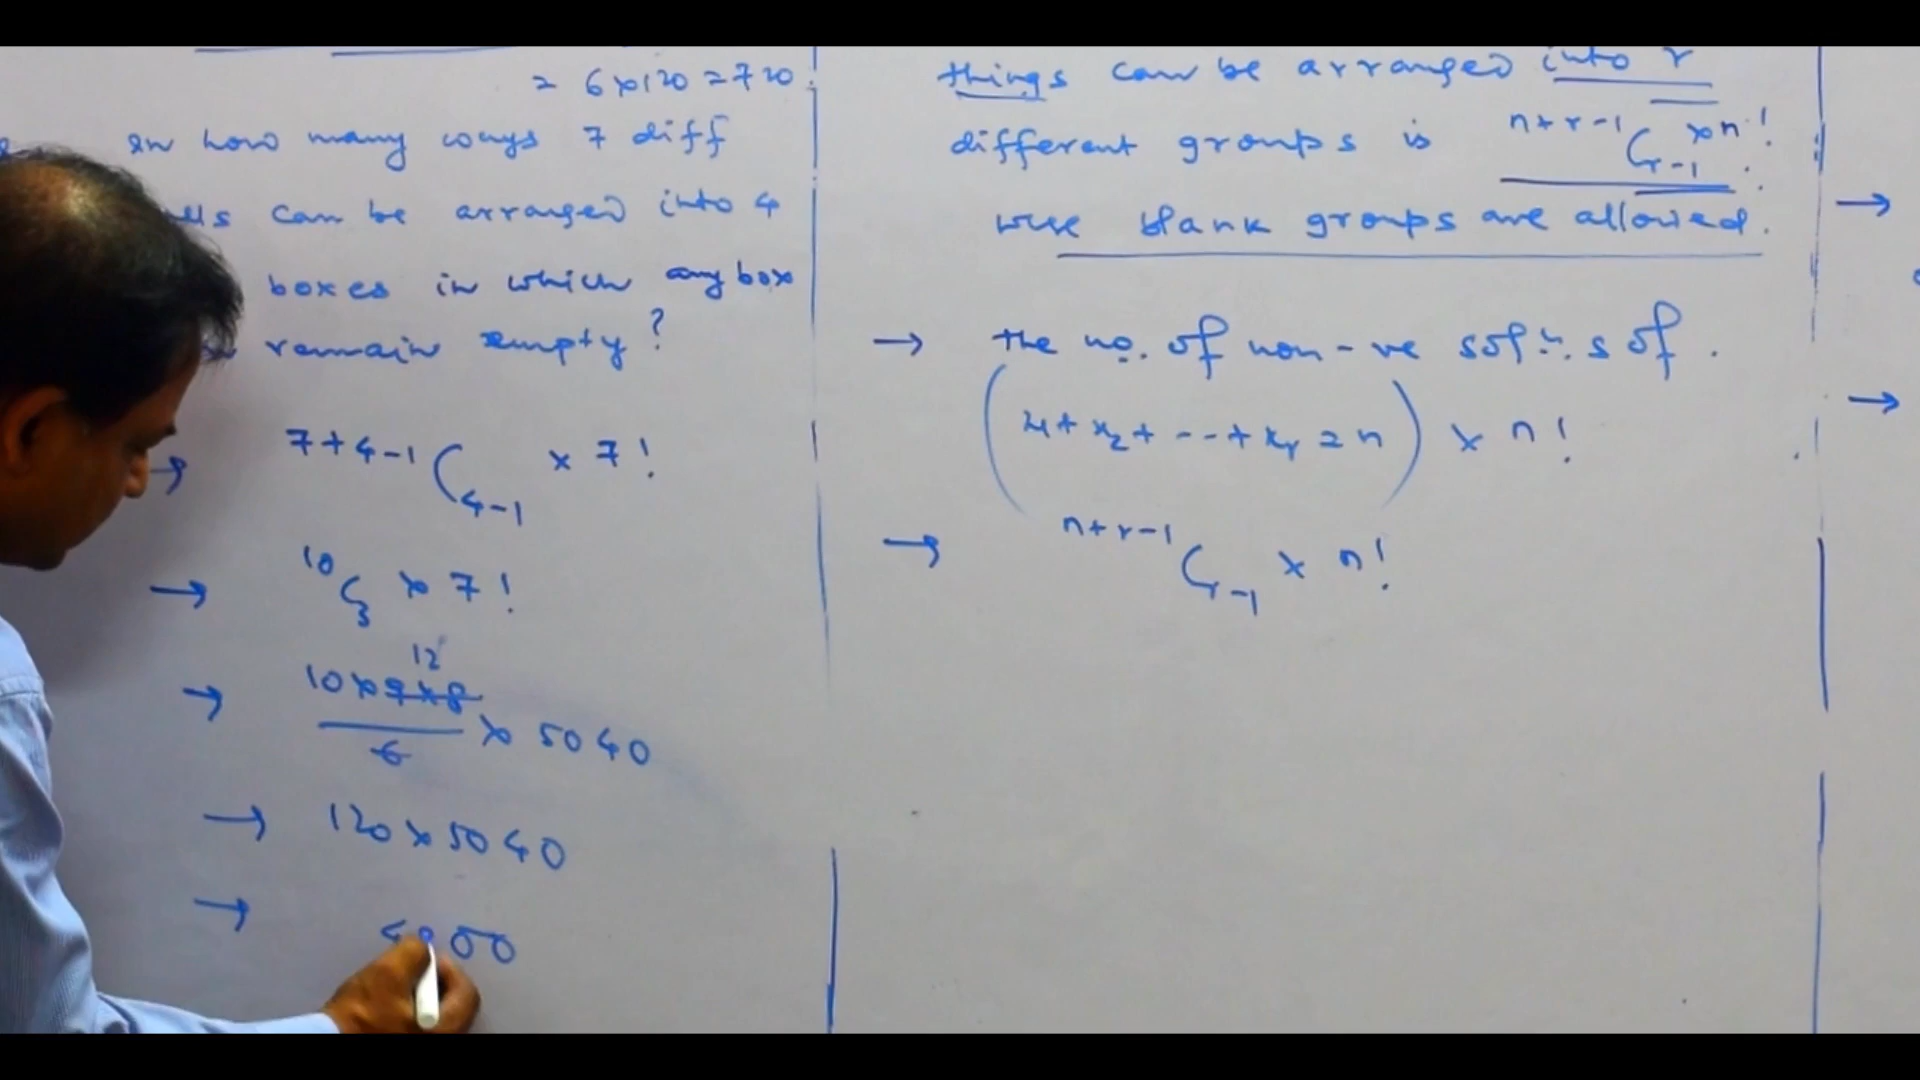 = 6×120 = 720.
In how many ways 7 diff
can be arranged into 4
boxes in which any box
remain empty?
→ 7+4-1C4-1 × 7!
→ 10C3 × 7!
12
→ 10×9×8/6 × 5040
→ 120×5040
→ 4800
things can be arranged into r
different groups is n+r-1Cr-1 × n!
blank groups are allowed.
→ the no. of non-ve solns of.
(x1+x2+--+xr=n) × n!
→ n+r-1Cr-1 × n!
→
→